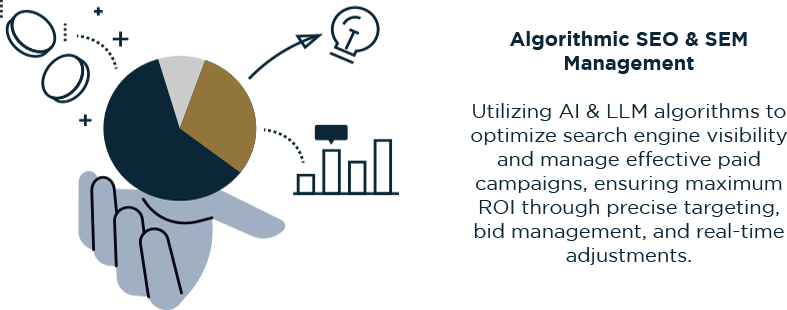 Algorithmic SEO & SEM
Management
Utilizing AI & LLM algorithms to
optimize search engine visibility
and manage effective paid
campaigns, ensuring maximum
ROI through precise targeting,
bid management, and real-time
adjustments.